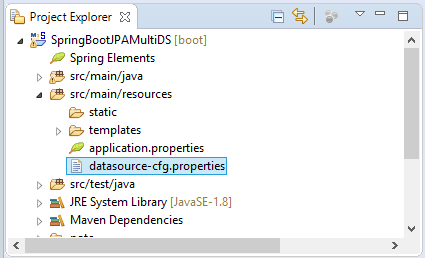 Project Explorer
SpringBootJPAMultiDS [boot]
Spring Elements
src/main/java
src/main/resources
static
templates
application.properties
datasource-cfg.properties
src/test/java
JRE System Library [JavaSE-1.8]
Maven Dependencies